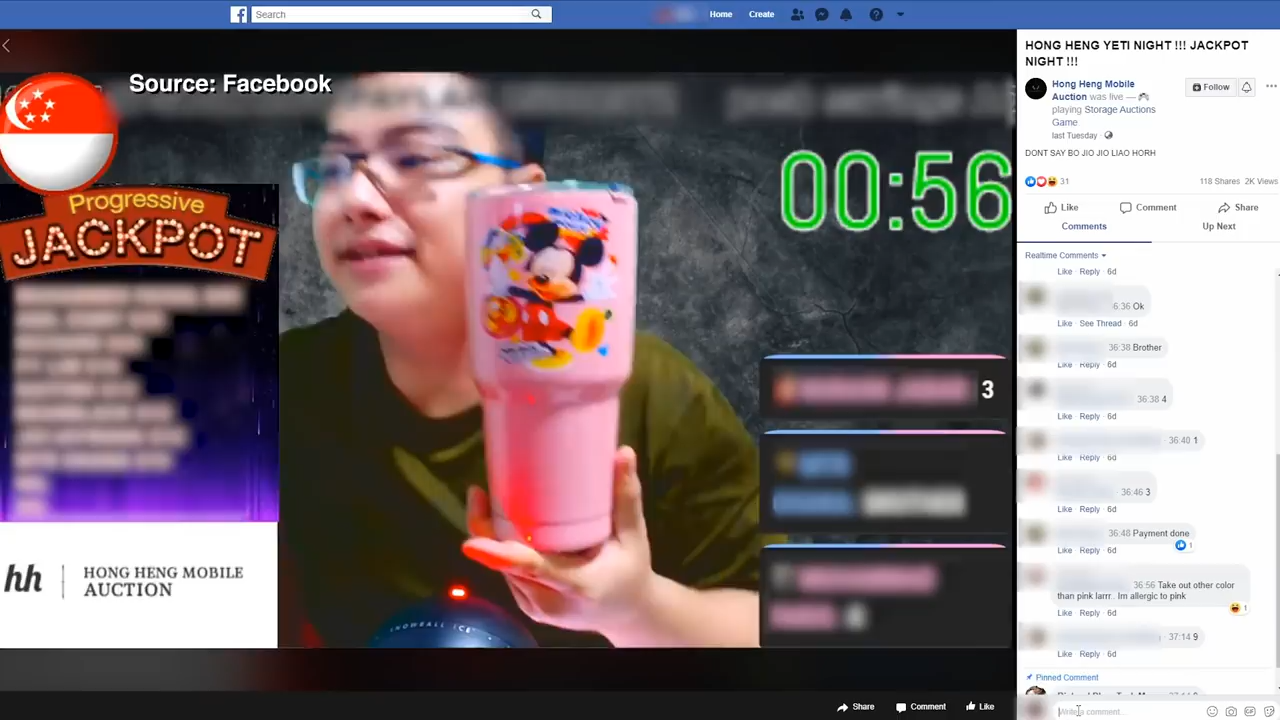 Search
Home
Create
Source: Facebook
Progressive
JACKPOT
00:56
3
hh
HONG HENG MOBILE
AUCTION
SNOWBALL ICE
Share
Comment
Like
HONG HENG YETI NIGHT !!! JACKPOT
NIGHT !!!
Hong Heng Mobile
Auction was live — 🎮
playing Storage Auctions
Game
last Tuesday
Follow
DONT SAY BO JIO JIO LIAO HORH
31
118 Shares 2K Views
Like
Comment
Share
Comments
Up Next
Realtime Comments
Like · Reply · 6d
6:36 Ok
Like · See Thread · 6d
36:38 Brother
Like · Reply · 6d
36:38 4
Like · Reply · 6d
36:40 1
Like · Reply · 6d
36:46 3
Like · Reply · 6d
36:48 Payment done
1
Like · Reply · 6d
36:56 Take out other color
than pink larrr.. Im allergic to pink
1
Like · Reply · 6d
37:14 9
Like · Reply · 6d
Pinned Comment
Write a comment...